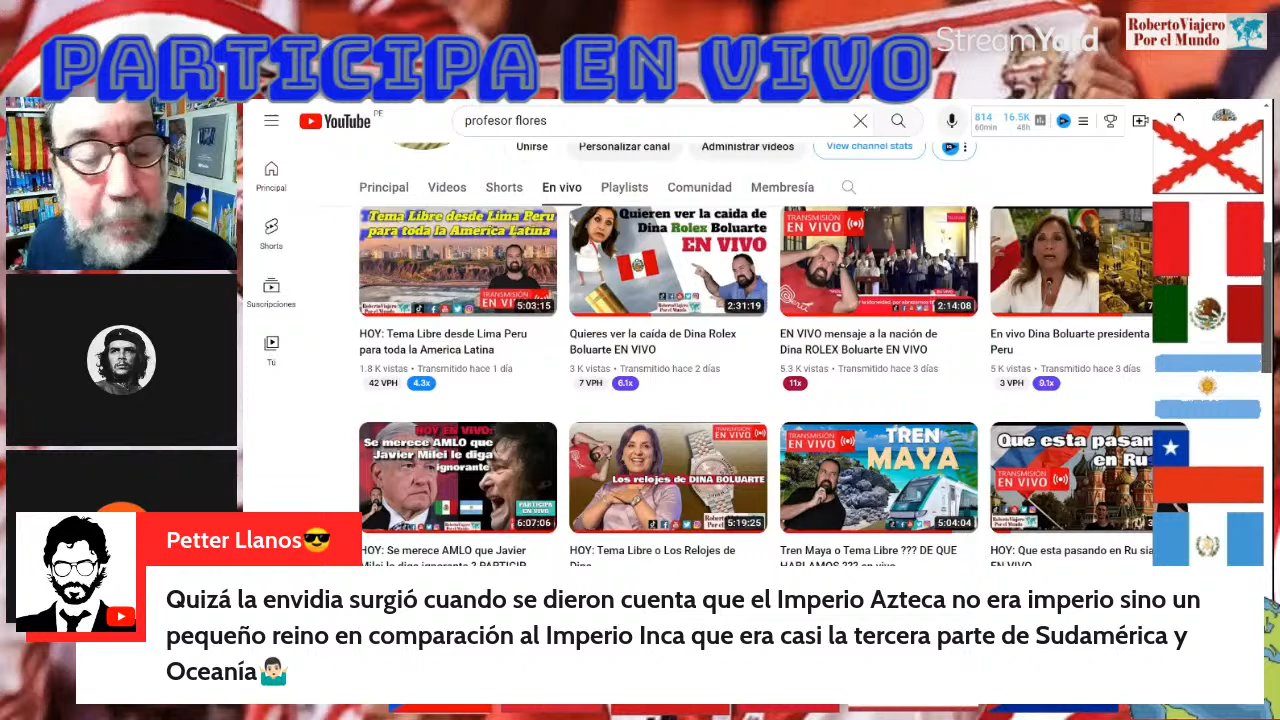 PARTICIPA EN VIVO
StreamYard
RobertoViajero
Por el Mundo
YouTube
PE
profesor flores
814
60min
16.5K
48h
Unirse
Personalizar canal
Administrar videos
View channel stats
Principal
Shorts
Suscripciones
Tú
Principal
Videos
Shorts
En vivo
Playlists
Comunidad
Membresía
Tema Libre desde Lima Peru
para toda la America Latina
5:03:15
HOY: Tema Libre desde Lima Peru
para toda la America Latina
1.8 K vistas · Transmitido hace 1 día
42 VPH
4.3x
Quieren ver la caida de
Dina Rolex Boluarte
EN VIVO
2:31:19
Quieres ver la caída de Dina Rolex
Boluarte EN VIVO
3 K vistas · Transmitido hace 2 días
7 VPH
6.1x
TRANSMISIÓN
EN VIVO
2:14:08
EN VIVO mensaje a la nación de
Dina ROLEX Boluarte EN VIVO
5.3 K vistas · Transmitido hace 3 días
11x
En vivo Dina Boluarte presidenta
Peru
5 K vistas · Transmitido hace 3 días
3 VPH
9.1x
HOY EN VIVO:
Se merece AMLO que
Javier Milei le diga
ignorante
PARTICIPA
EN VIVO
6:07:06
HOY: Se merece AMLO que Javier
EN VIVO
Los relojes de DINA BOLUARTE
5:19:25
HOY: Tema Libre o Los Relojes de
TRANSMISIÓN
EN VIVO
TREN
MAYA
5:04:04
Tren Maya o Tema Libre ??? DE QUE
Que esta pasando
en Ru
TRANSMISIÓN
EN VIVO
HOY: Que esta pasando en Ru sia
Petter Llanos😎
Quizá la envidia surgió cuando se dieron cuenta que el Imperio Azteca no era imperio sino un
pequeño reino en comparación al Imperio Inca que era casi la tercera parte de Sudamérica y
Oceanía🤷🏻‍♂️